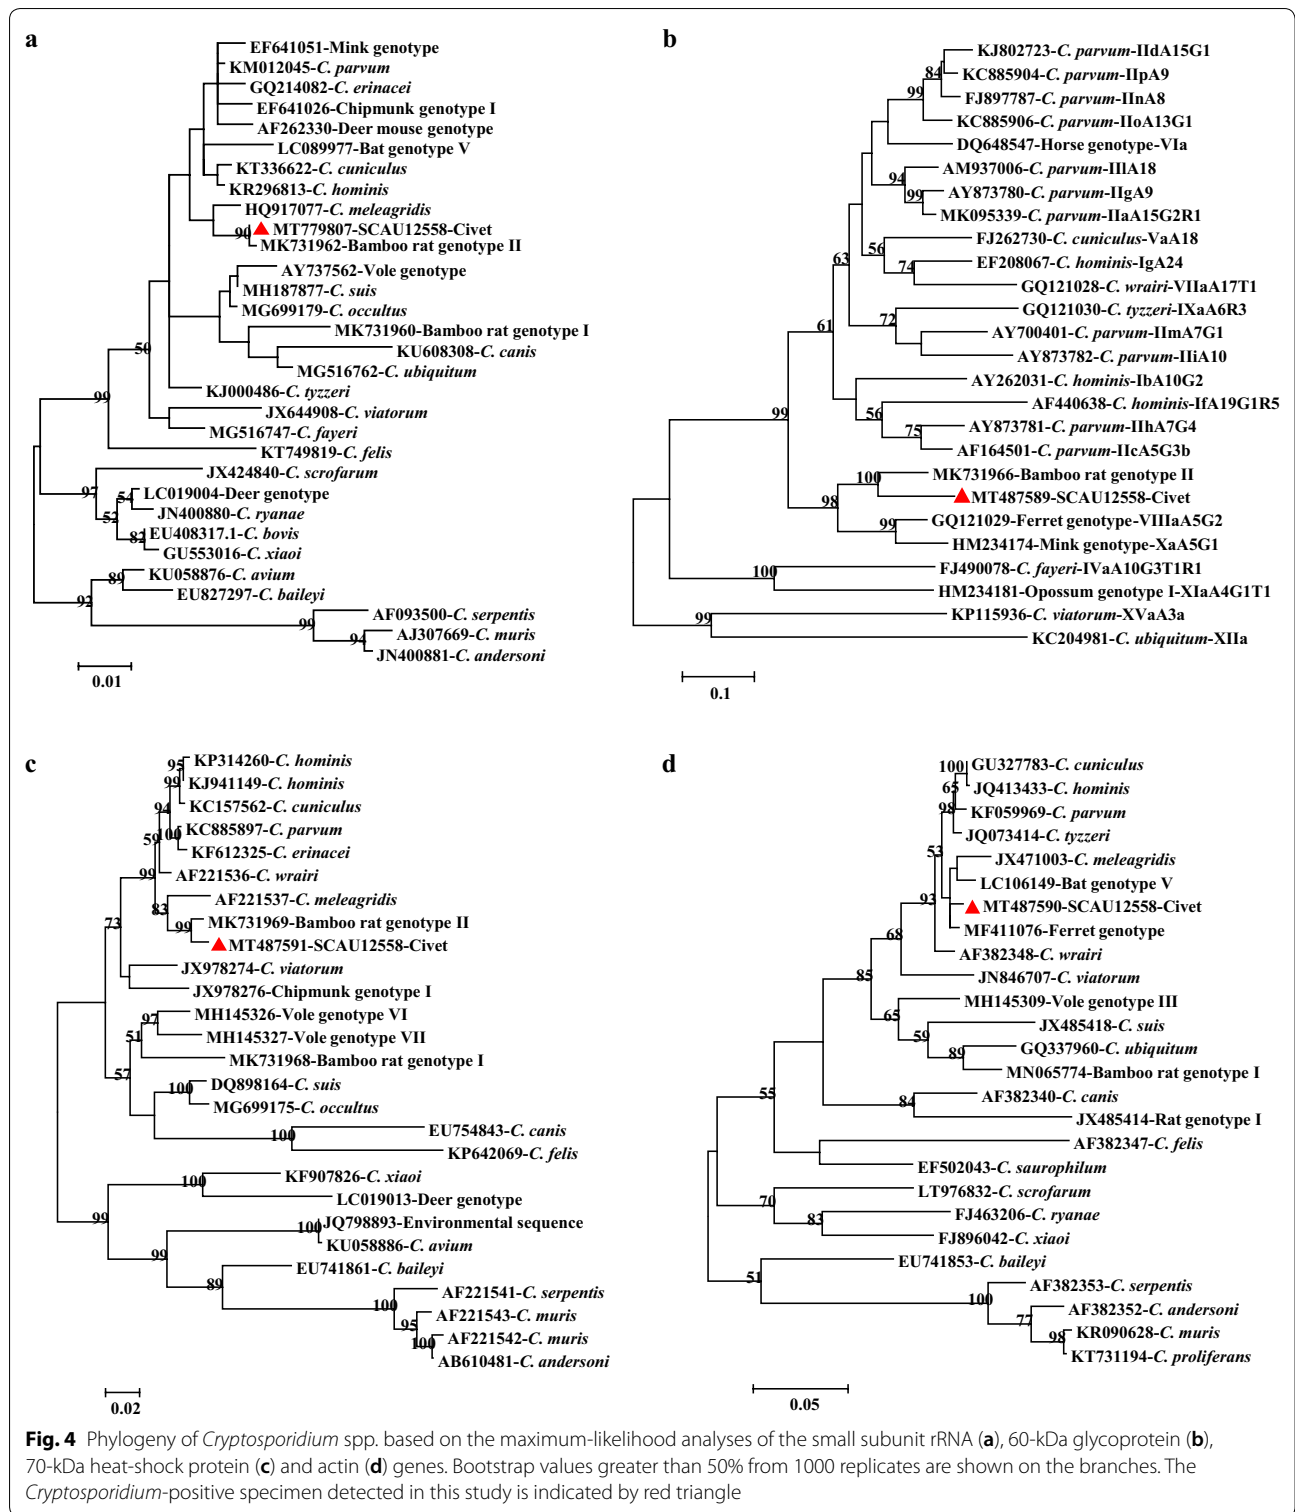 a
EF641051-Mink genotype
KM012045-C. parvum
GQ214082-C. erinacei
EF641026-Chipmunk genotype I
AF262330-Deer mouse genotype
LC089977-Bat genotype V
KT336622-C. cuniculus
KR296813-C. hominis
HQ917077-C. meleagridis
90
MT779807-SCAU12558-Civet
MK731962-Bamboo rat genotype II
AY737562-Vole genotype
MH187877-C. suis
MG699179-C. occultus
MK731960-Bamboo rat genotype I
KU608308-C. canis
50
MG516762-C. ubiquitum
KJ000486-C. tyzzeri
99
JX644908-C. viatorum
MG516747-C. fayeri
KT749819-C. felis
JX424840-C. scrofarum
97
54
LC019004-Deer genotype
JN400880-C. ryanae
52
EU408317.1-C. bovis
82
GU553016-C. xiaoi
KU058876-C. avium
89
EU827297-C. baileyi
92
AF093500-C. serpentis
99
AJ307669-C. muris
94
JN400881-C. andersoni
0.01
b
KJ802723-C. parvum-IIdA15G1
84
KC885904-C. parvum-IIpA9
99
FJ897787-C. parvum-IInA8
KC885906-C. parvum-IIoA13G1
DQ648547-Horse genotype-VIa
AM937006-C. parvum-IIlA18
94
AY873780-C. parvum-IIgA9
99
MK095339-C. parvum-IIaA15G2R1
FJ262730-C. cuniculus-VaA18
56
63
EF208067-C. hominis-IgA24
74
GQ121028-C. wrairi-VIIaA17T1
GQ121030-C. tyzzeri-IXaA6R3
72
61
AY700401-C. parvum-IImA7G1
AY873782-C. parvum-IIiA10
AY262031-C. hominis-IbA10G2
AF440638-C. hominis-IfA19G1R5
99
56
AY873781-C. parvum-IIhA7G4
75
AF164501-C. parvum-IIcA5G3b
MK731966-Bamboo rat genotype II
100
MT487589-SCAU12558-Civet
98
GQ121029-Ferret genotype-VIIIaA5G2
99
HM234174-Mink genotype-XaA5G1
FJ490078-C. fayeri-IVaA10G3T1R1
100
HM234181-Opossum genotype I-XIaA4G1T1
KP115936-C. viatorum-XVaA3a
99
KC204981-C. ubiquitum-XIIa
0.1
c
KP314260-C. hominis
95
99
KJ941149-C. hominis
KC157562-C. cuniculus
94
KC885897-C. parvum
100
59
KF612325-C. erinacei
99
AF221536-C. wrairi
AF221537-C. meleagridis
83
MK731969-Bamboo rat genotype II
73
99
MT487591-SCAU12558-Civet
JX978274-C. viatorum
JX978276-Chipmunk genotype I
MH145326-Vole genotype VI
97
MH145327-Vole genotype VII
51
MK731968-Bamboo rat genotype I
57
DQ898164-C. suis
100
MG699175-C. occultus
EU754843-C. canis
100
KP642069-C. felis
KF907826-C. xiaoi
100
LC019013-Deer genotype
99
JQ798893-Environmental sequence
100
KU058886-C. avium
99
EU741861-C. baileyi
89
AF221541-C. serpentis
100
AF221543-C. muris
95
AF221542-C. muris
100
AB610481-C. andersoni
0.02
d
GU327783-C. cuniculus
100
JQ413433-C. hominis
65
KF059969-C. parvum
98
JQ073414-C. tyzzeri
53
JX471003-C. meleagridis
LC106149-Bat genotype V
93
MT487590-SCAU12558-Civet
MF411076-Ferret genotype
68
AF382348-C. wrairi
85
JN846707-C. viatorum
MH145309-Vole genotype III
65
JX485418-C. suis
59
GQ337960-C. ubiquitum
89
MN065774-Bamboo rat genotype I
55
AF382340-C. canis
84
JX485414-Rat genotype I
AF382347-C. felis
EF502043-C. saurophilum
LT976832-C. scrofarum
70
FJ463206-C. ryanae
83
FJ896042-C. xiaoi
EU741853-C. baileyi
51
AF382353-C. serpentis
100
AF382352-C. andersoni
77
KR090628-C. muris
98
KT731194-C. proliferans
0.05
Fig. 4 Phylogeny of Cryptosporidium spp. based on the maximum-likelihood analyses of the small subunit rRNA (a), 60-kDa glycoprotein (b),
70-kDa heat-shock protein (c) and actin (d) genes. Bootstrap values greater than 50% from 1000 replicates are shown on the branches. The
Cryptosporidium-positive specimen detected in this study is indicated by red triangle